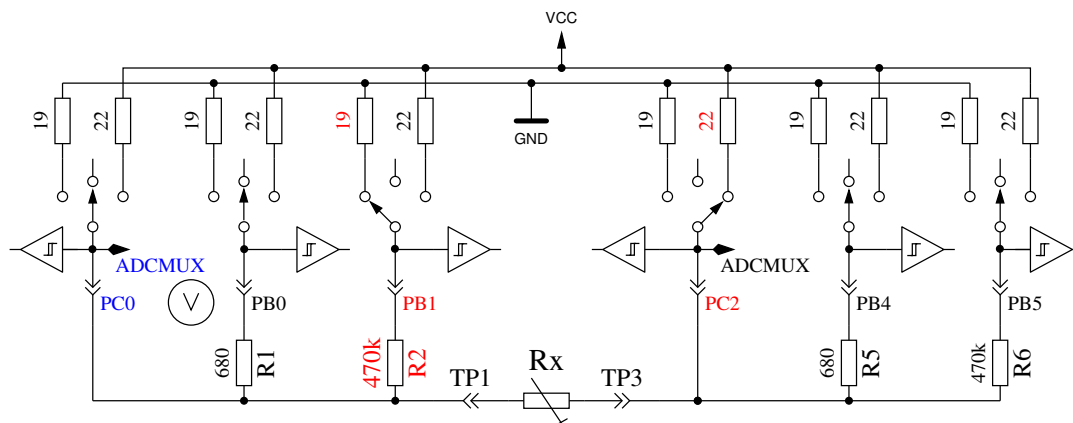 VCC
19 22 19 22 19 22 19 22 19 22 19 22
GND
ADCMUX ADCMUX
PC0 V PB0 PB1 PC2 PB4 PB5
680 R1 470k R2 680 R5 470k R6
TP1 Rx TP3